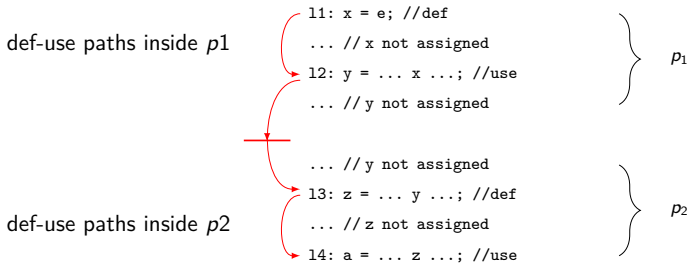 l1: x = e; //def
def-use paths inside p1
... // x not assigned
p1
l2: y = ... x ...; //use
... // y not assigned
... // y not assigned
l3: z = ... y ...; //def
p2
def-use paths inside p2
... // z not assigned
l4: a = ... z ...; //use